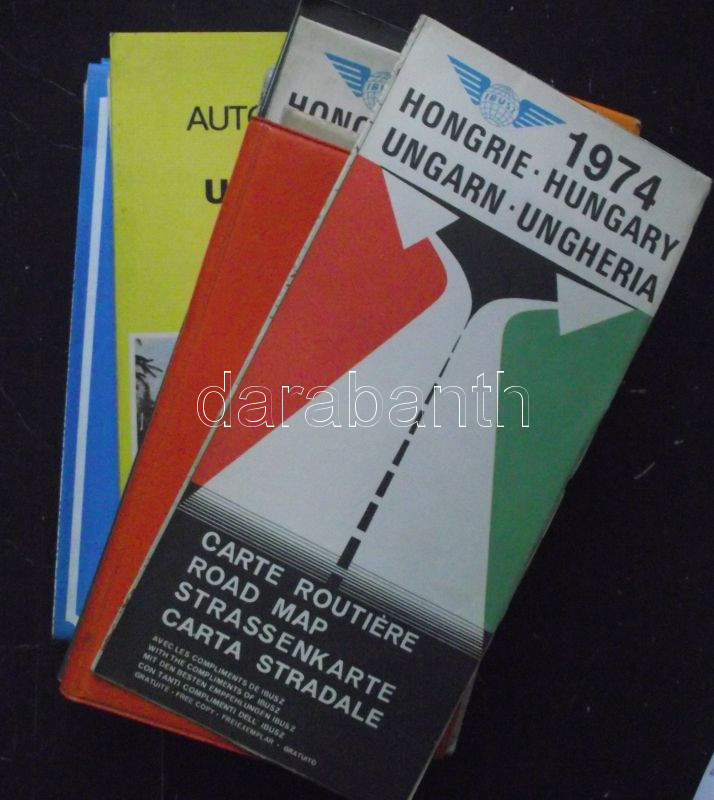 AUTO
U
HONG
IBUSZ
1974
HONGRIE · HUNGARY
UNGARN · UNGHERIA
darabanth
CARTE ROUTIÈRE
ROAD MAP
STRASSENKARTE
CARTA STRADALE
AVEC LES COMPLIMENTS DE IBUSZ
WITH THE COMPLIMENTS OF IBUSZ
MIT DEN BESTEN EMPFEHLUNGEN IBUSZ
CON TANTI COMPLIMENTI DELL' IBUSZ
GRATUITE · FREE COPY · FREIEXEMPLAR · GRATUITO